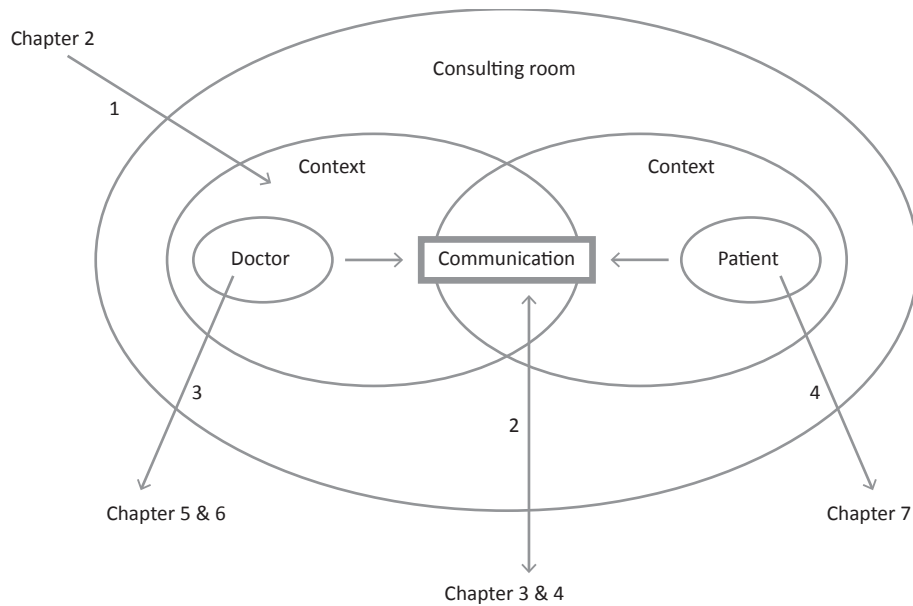 Chapter 2
Consulting room
1
Context
Context
Doctor
Communication
Patient
3
4
2
Chapter 5 & 6
Chapter 7
Chapter 3 & 4